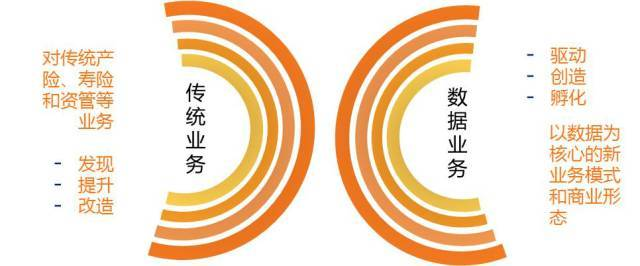 对传统产
险、寿险
和资管等
业务
- 发现
- 提升
- 改造
传统业务
数据业务
- 驱动
- 创造
- 孵化
以数据为
核心的新
业务模式
和商业形
态